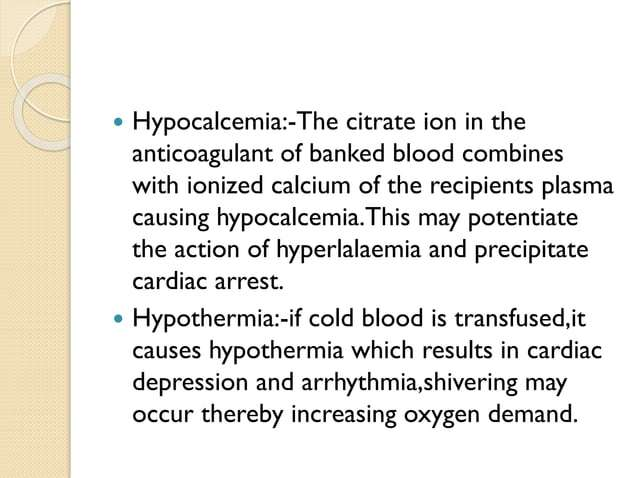 • Hypocalcemia:-The citrate ion in the
anticoagulant of banked blood combines
with ionized calcium of the recipients plasma
causing hypocalcemia.This may potentiate
the action of hyperlalaemia and precipitate
cardiac arrest.
• Hypothermia:-if cold blood is transfused,it
causes hypothermia which results in cardiac
depression and arrhythmia,shivering may
occur thereby increasing oxygen demand.